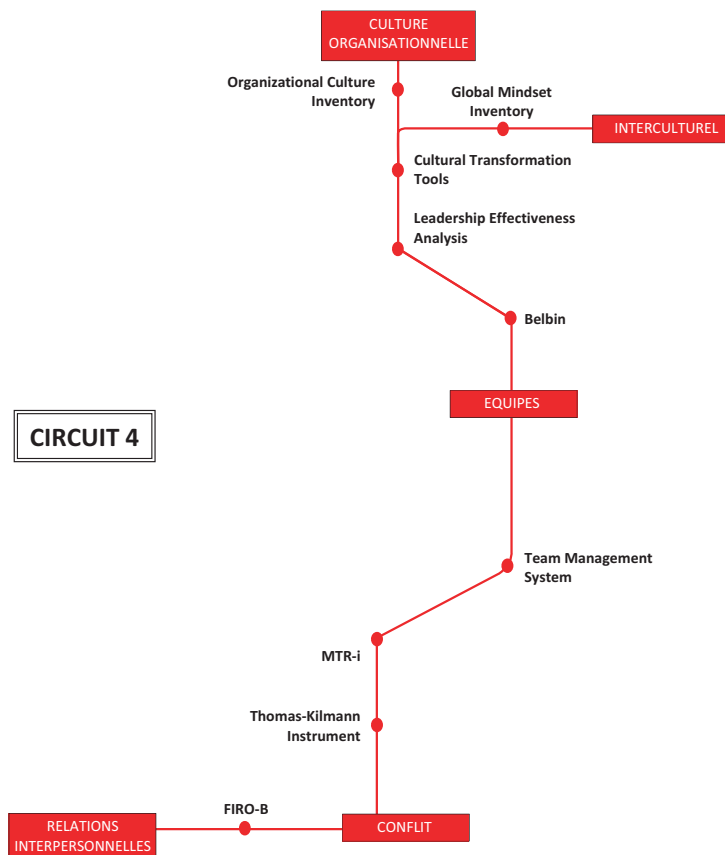 CULTURE
ORGANISATIONNELLE
Organizational Culture
Inventory
Global Mindset
Inventory
INTERCULTUREL
Cultural Transformation
Tools
Leadership Effectiveness
Analysis
Belbin
EQUIPES
CIRCUIT 4
Team Management
System
MTR-i
Thomas-Kilmann
Instrument
FIRO-B
RELATIONS
INTERPERSONNELLES
CONFLIT